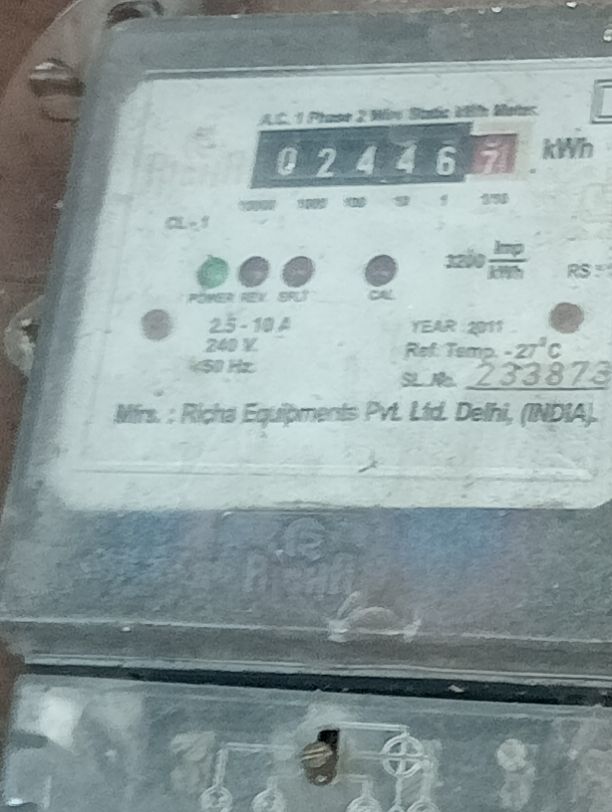 A.C. 1 Phase 2 Wire Static kWh Meter
0 2 4 4 6 7 . kWh
10000 1000 100 10 1 1/10
CL - 1
3200 Imp/kWh
RS
POWER REV. CAL
2.5 - 10 A YEAR : 2011
240 V. Ref. Temp. - 27°C
50 Hz. SL. No. 233873
Mfrs. : Richa Equipments Pvt. Ltd. Delhi, (INDIA).